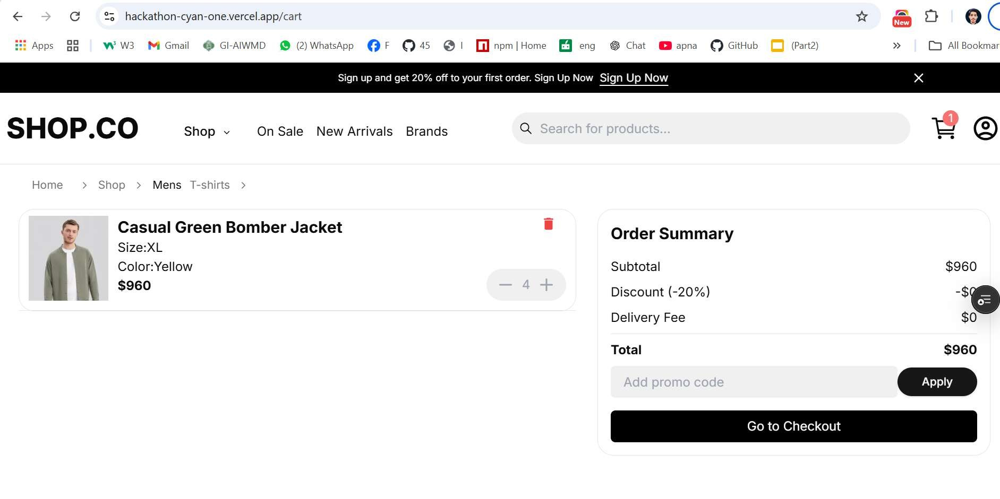 hackathon-cyan-one.vercel.app/cart
New
Apps W3 Gmail GI-AIWMD (2) WhatsApp F 45 I npm | Home eng Chat apna GitHub (Part2) » All Bookmar
Sign up and get 20% off to your first order. Sign Up Now Sign Up Now
SHOP.CO
Shop On Sale New Arrivals Brands
Search for products...
1
Home > Shop > Mens T-shirts >
Casual Green Bomber Jacket
Size:XL
Color:Yellow
$960
4
Order Summary
Subtotal $960
Discount (-20%) -$0
Delivery Fee $0
Total $960
Add promo code Apply
Go to Checkout